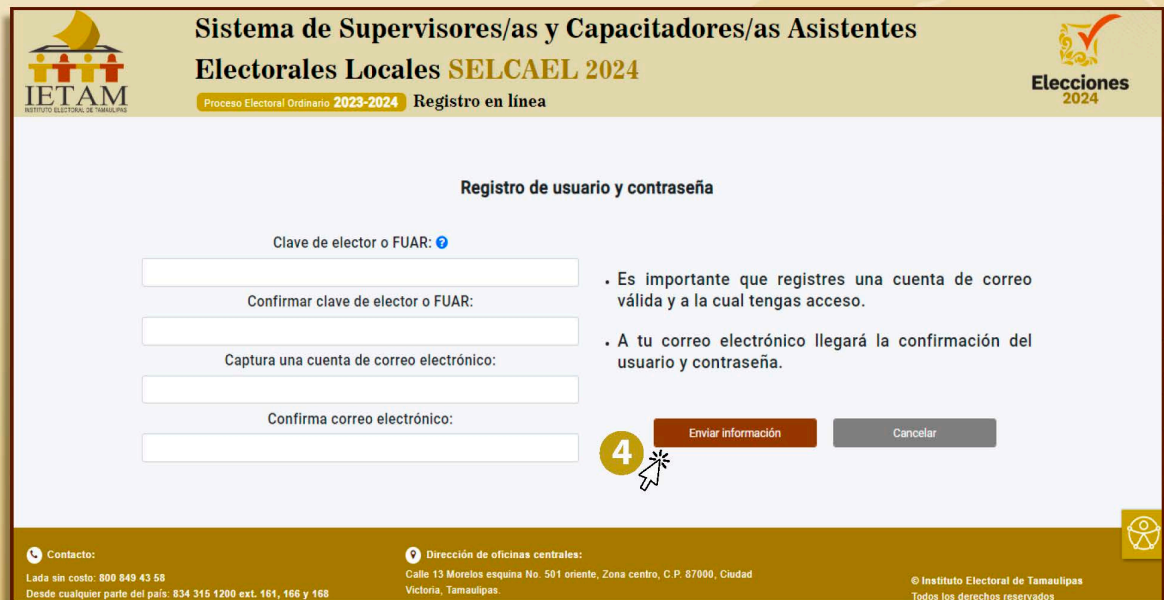 Sistema de Supervisores/as y Capacitadores/as Asistentes
Electorales Locales SELCAEL 2024
Proceso Electoral Ordinario 2023-2024 Registro en línea
IETAM
INSTITUTO ELECTORAL DE TAMAULIPAS
Elecciones
2024
Registro de usuario y contraseña
Clave de elector o FUAR: ?
Confirmar clave de elector o FUAR:
Captura una cuenta de correo electrónico:
Confirma correo electrónico:
• Es importante que registres una cuenta de correo
válida y a la cual tengas acceso.
• A tu correo electrónico llegará la confirmación del
usuario y contraseña.
4
Enviar información
Cancelar
Contacto:
Lada sin costo: 800 849 43 58
Desde cualquier parte del país: 834 315 1200 ext. 161, 166 y 168
Dirección de oficinas centrales:
Calle 13 Morelos esquina No. 501 oriente, Zona centro, C.P. 87000, Ciudad
Victoria, Tamaulipas.
© Instituto Electoral de Tamaulipas
Todos los derechos reservados